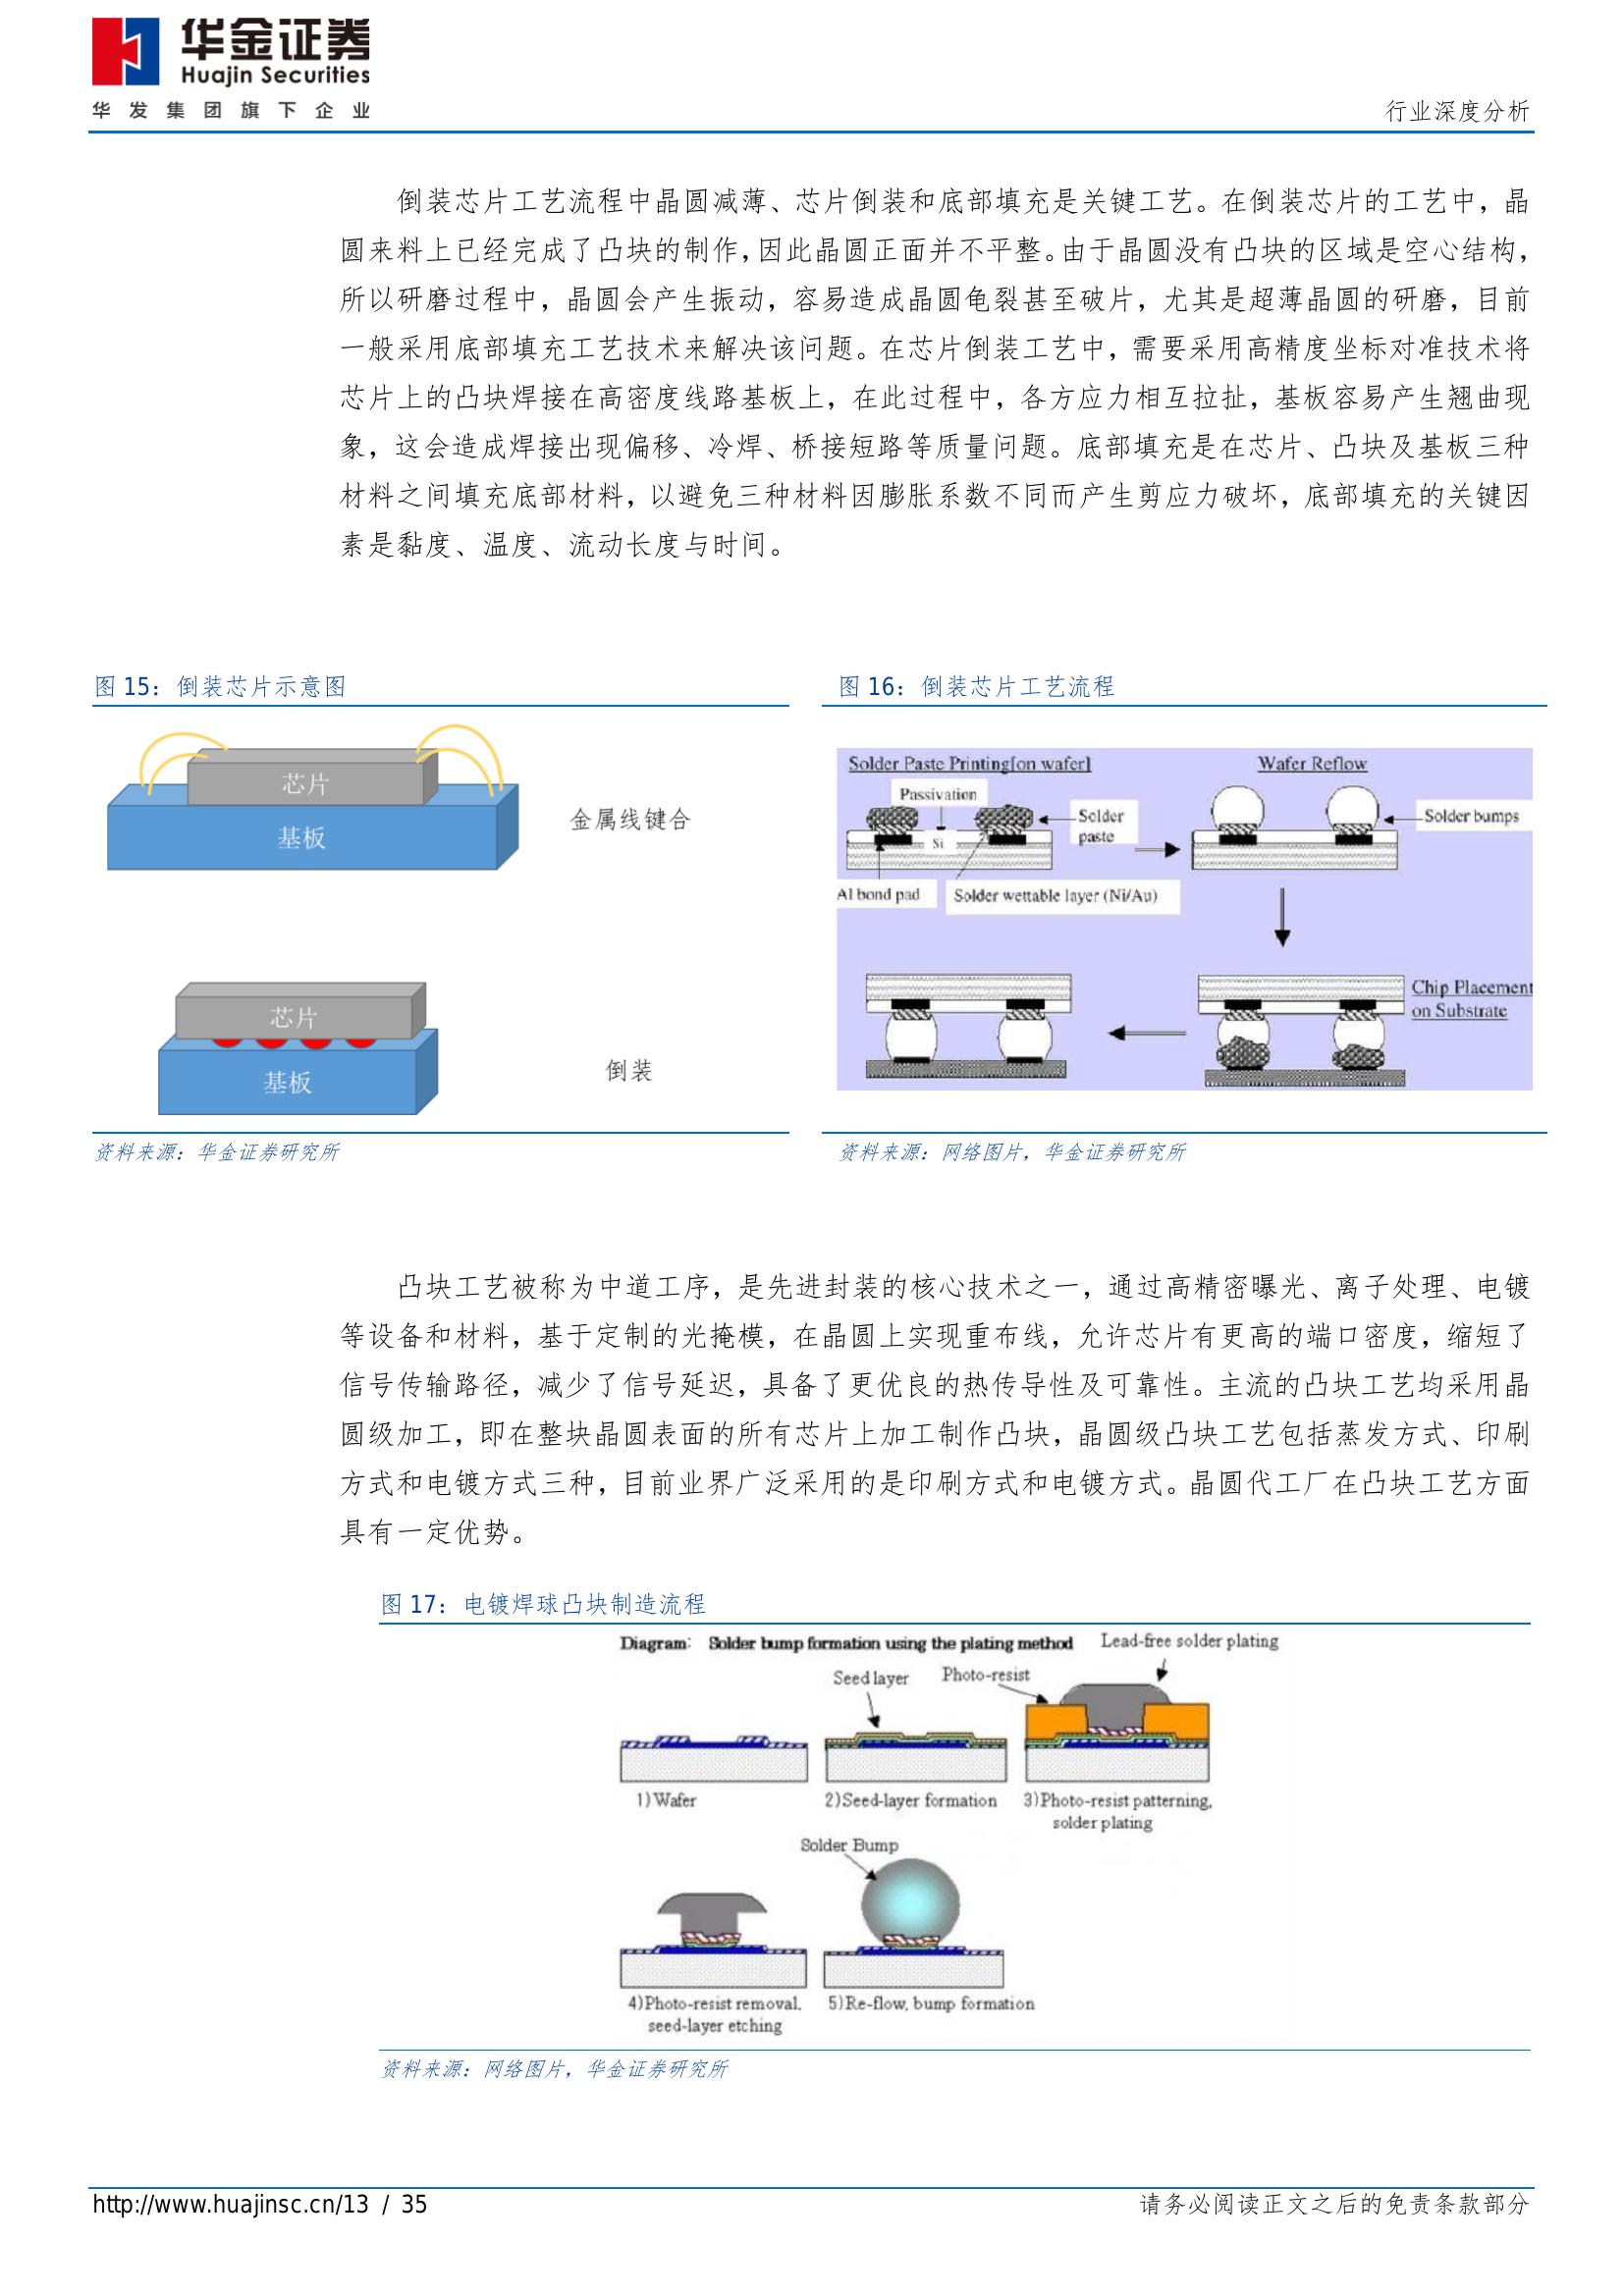 华金证券
Huajin Securities
华发集团旗下企业
行业深度分析
倒装芯片工艺流程中晶圆减薄、芯片倒装和底部填充是关键工艺。在倒装芯片的工艺中，晶
圆来料上已经完成了凸块的制作，因此晶圆正面并不平整。由于晶圆没有凸块的区域是空心结构，
所以研磨过程中，晶圆会产生振动，容易造成晶圆龟裂甚至破片，尤其是超薄晶圆的研磨，目前
一般采用底部填充工艺技术来解决该问题。在芯片倒装工艺中，需要采用高精度坐标对准技术将
芯片上的凸块焊接在高密度线路基板上，在此过程中，各方应力相互拉扯，基板容易产生翘曲现
象，这会造成焊接出现偏移、冷焊、桥接短路等质量问题。底部填充是在芯片、凸块及基板三种
材料之间填充底部材料，以避免三种材料因膨胀系数不同而产生剪应力破坏，底部填充的关键因
素是黏度、温度、流动长度与时间。
图 15：倒装芯片示意图
芯片
基板
金属线键合
芯片
基板
倒装
资料来源：华金证券研究所
图 16：倒装芯片工艺流程
Solder Paste Printing[on wafer]
Wafer Reflow
Passivation
Solder
paste
Solder bumps
Si
Al bond pad
Solder wettable layer (Ni/Au)
Chip Placement
on Substrate
资料来源：网络图片，华金证券研究所
凸块工艺被称为中道工序，是先进封装的核心技术之一，通过高精密曝光、离子处理、电镀
等设备和材料，基于定制的光掩模，在晶圆上实现重布线，允许芯片有更高的端口密度，缩短了
信号传输路径，减少了信号延迟，具备了更优良的热传导性及可靠性。主流的凸块工艺均采用晶
圆级加工，即在整块晶圆表面的所有芯片上加工制作凸块，晶圆级凸块工艺包括蒸发方式、印刷
方式和电镀方式三种，目前业界广泛采用的是印刷方式和电镀方式。晶圆代工厂在凸块工艺方面
具有一定优势。
图 17：电镀焊球凸块制造流程
Diagram: Solder bump formation using the plating method
Lead-free solder plating
Seed layer
Photo-resist
1)Wafer
2)Seed-layer formation
3)Photo-resist patterning,
solder plating
Solder Bump
4)Photo-resist removal,
seed-layer etching
5)Re-flow, bump formation
资料来源：网络图片，华金证券研究所
http://www.huajinsc.cn/13 / 35
请务必阅读正文之后的免责条款部分